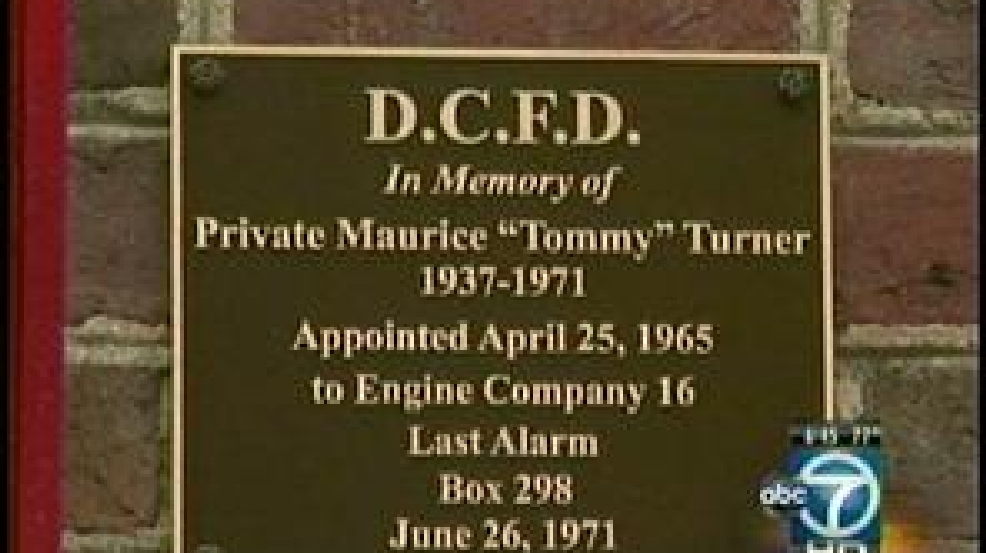 D.C.F.D.
In Memory of
Private Maurice “Tommy” Turner
1937-1971
Appointed April 25, 1965
to Engine Company 16
Last Alarm
Box 298
June 26, 1971
77°
abc 7
HD